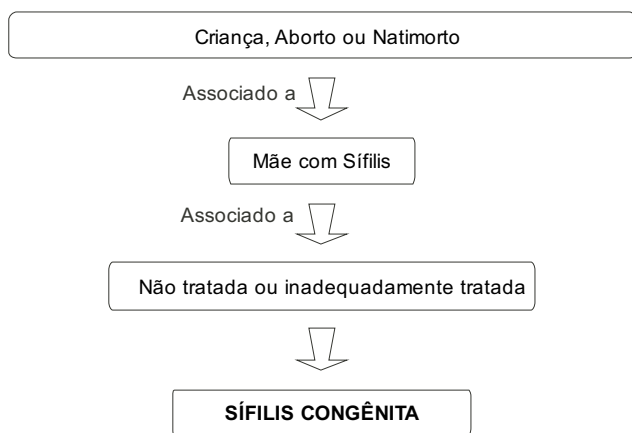 Criança, Aborto ou Natimorto
Associado a
Mãe com Sífilis
Associado a
Não tratada ou inadequadamente tratada
SÍFILIS CONGÊNITA